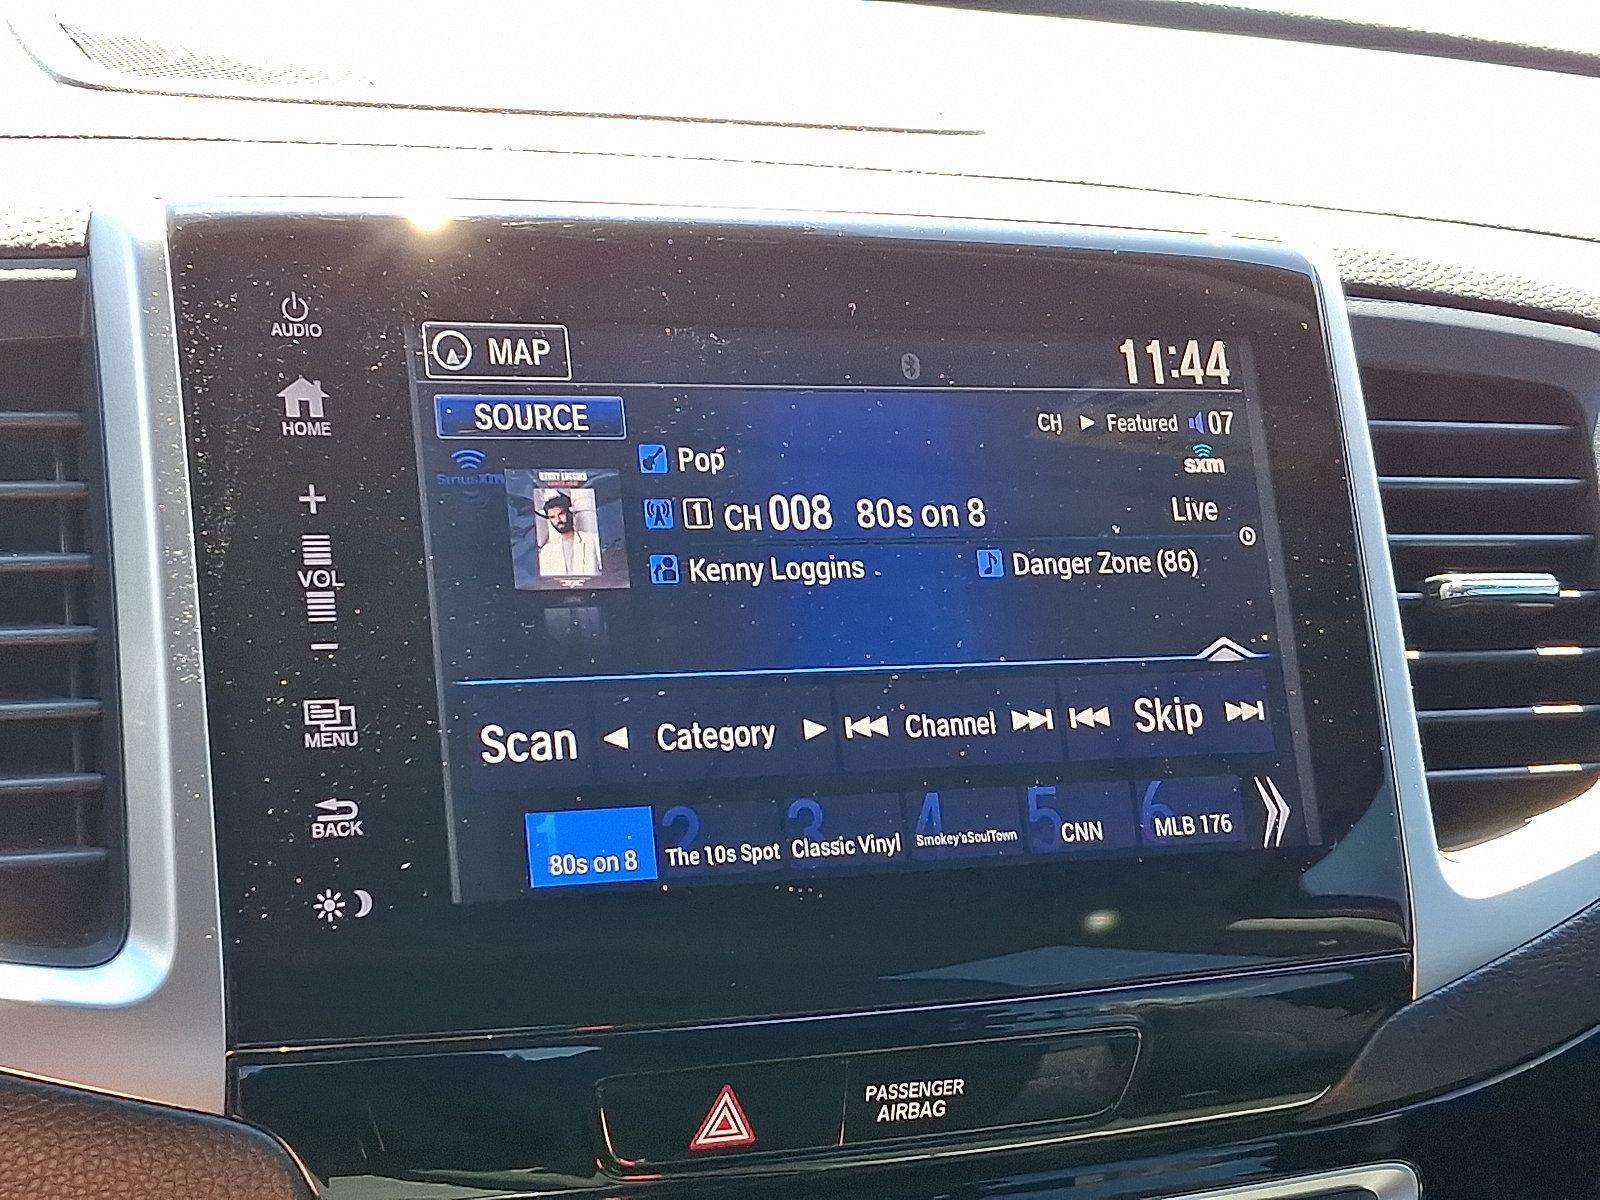 AUDIO
MAP
11:44
HOME
SOURCE
CH ▶ Featured 07
SiriusXM
Pop
sxm
1 CH 008 80s on 8
Live
Kenny Loggins
Danger Zone (86)
+
VOL
−
Scan
◀ Category ▶
Channel
Skip
MENU
1 80s on 8
2 The 10s Spot
3 Classic Vinyl
4 Smokey'sSoulTown
5 CNN
6 MLB 176
BACK
PASSENGER
AIRBAG